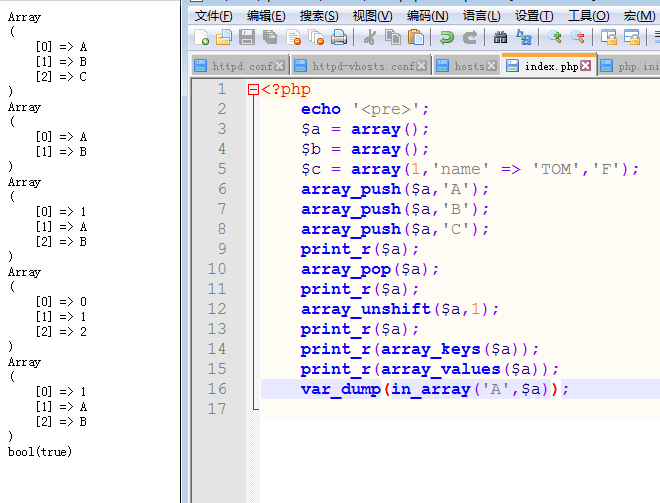 Array
(
    [0] => A
    [1] => B
    [2] => C
)
Array
(
    [0] => A
    [1] => B
)
Array
(
    [0] => 1
    [1] => A
    [2] => B
)
Array
(
    [0] => 0
    [1] => 1
    [2] => 2
)
Array
(
    [0] => 1
    [1] => A
    [2] => B
)
bool(true)
文件(F) 编辑(E) 搜索(S) 视图(V) 编码(N) 语言(L) 设置(T) 工具(O) 宏(M)
httpd.conf httpd-vhosts.conf hosts index.php php.ini
1 <?php
2     echo '<pre>';
3     $a = array();
4     $b = array();
5     $c = array(1,'name' => 'TOM','F');
6     array_push($a,'A');
7     array_push($a,'B');
8     array_push($a,'C');
9     print_r($a);
10     array_pop($a);
11     print_r($a);
12     array_unshift($a,1);
13     print_r($a);
14     print_r(array_keys($a));
15     print_r(array_values($a));
16     var_dump(in_array('A',$a));
17